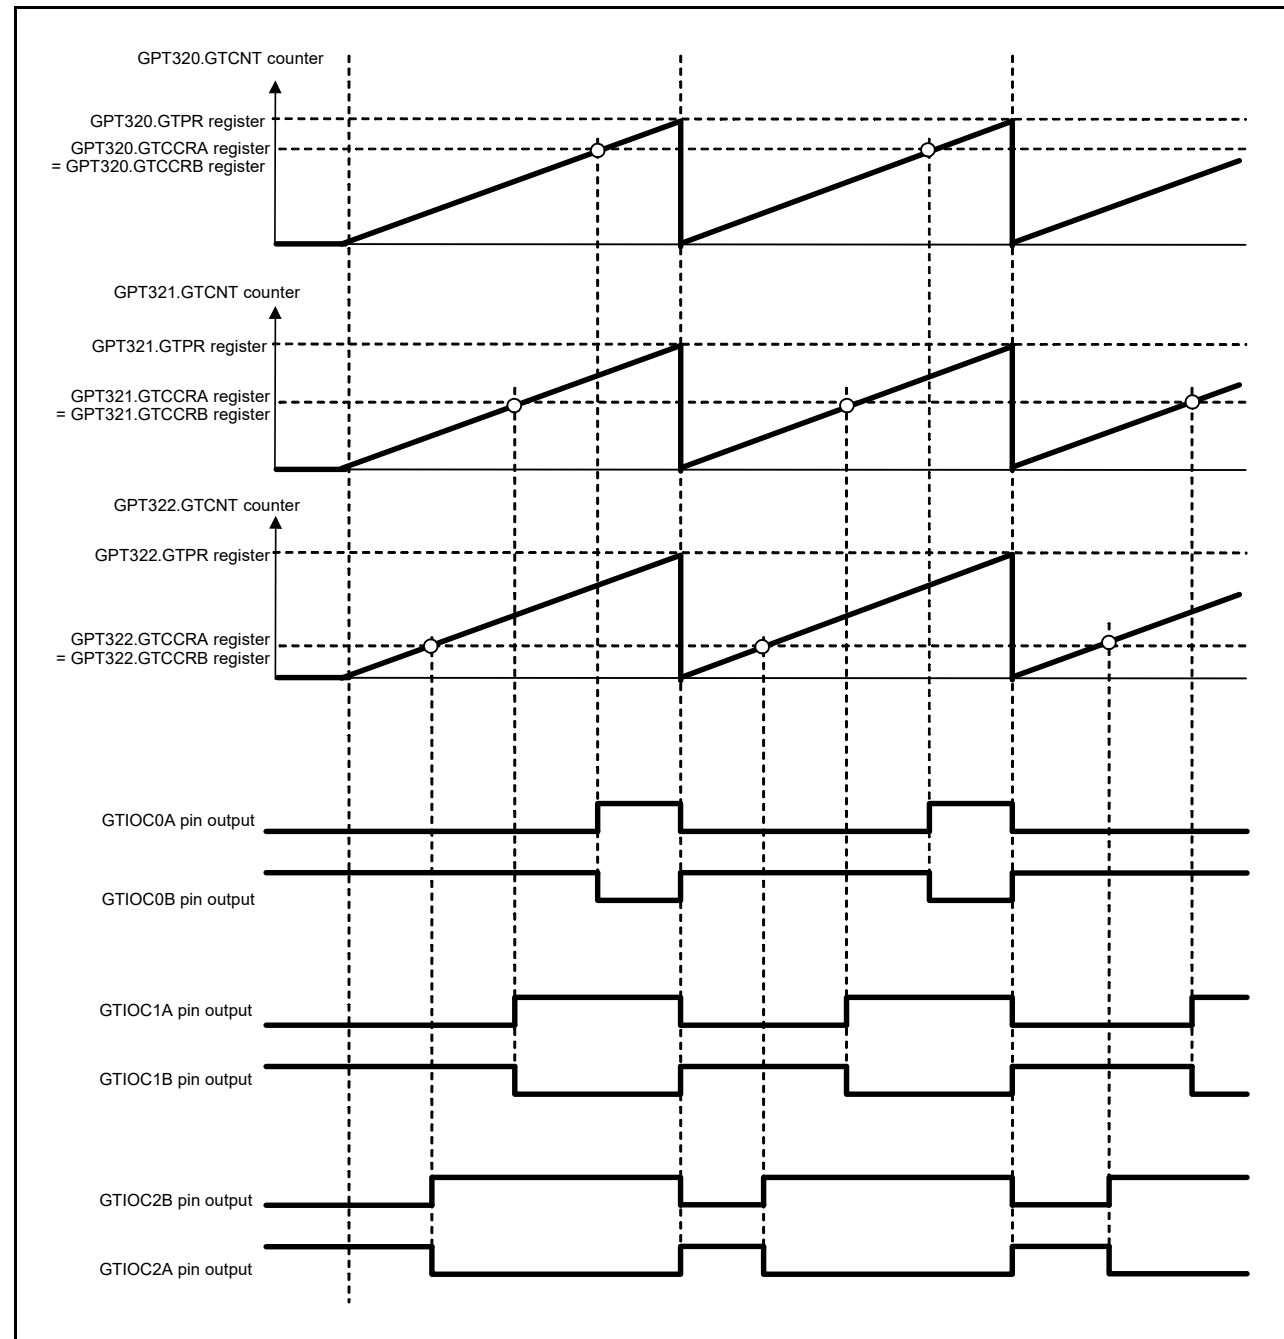 GPT320.GTCNT counter
GPT320.GTPR register
GPT320.GTCCRA register
= GPT320.GTCCRB register
GPT321.GTCNT counter
GPT321.GTPR register
GPT321.GTCCRA register
= GPT321.GTCCRB register
GPT322.GTCNT counter
GPT322.GTPR register
GPT322.GTCCRA register
= GPT322.GTCCRB register
GTIOC0A pin output
GTIOC0B pin output
GTIOC1A pin output
GTIOC1B pin output
GTIOC2B pin output
GTIOC2A pin output